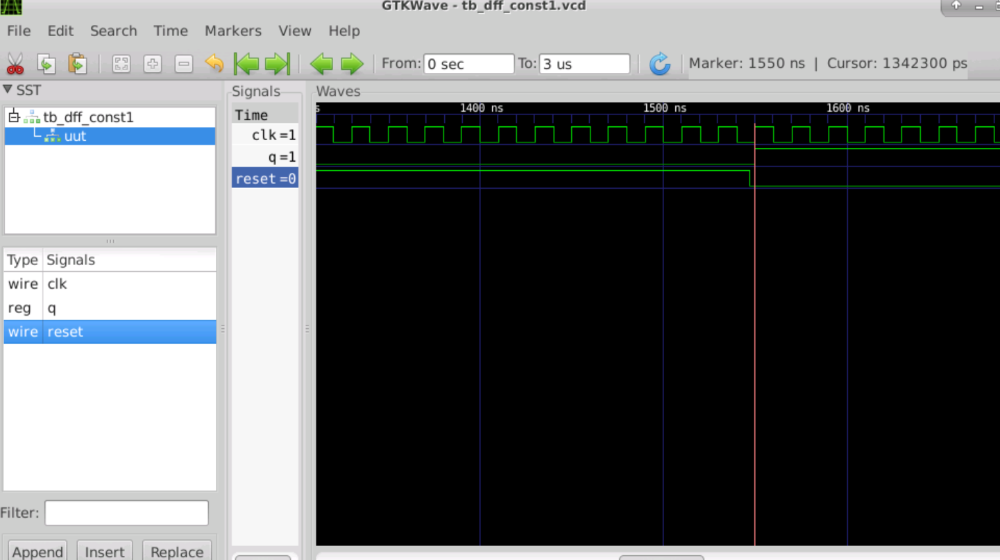 GTKWave - tb_dff_const1.vcd
File Edit Search Time Markers View Help
From: 0 sec To: 3 us Marker: 1550 ns | Cursor: 1342300 ps
SST
tb_dff_const1
uut
Type Signals
wire clk
reg q
wire reset
Filter:
Append Insert Replace
Signals
Time
clk =1
q =1
reset =0
Waves
s 1400 ns 1500 ns 1600 ns